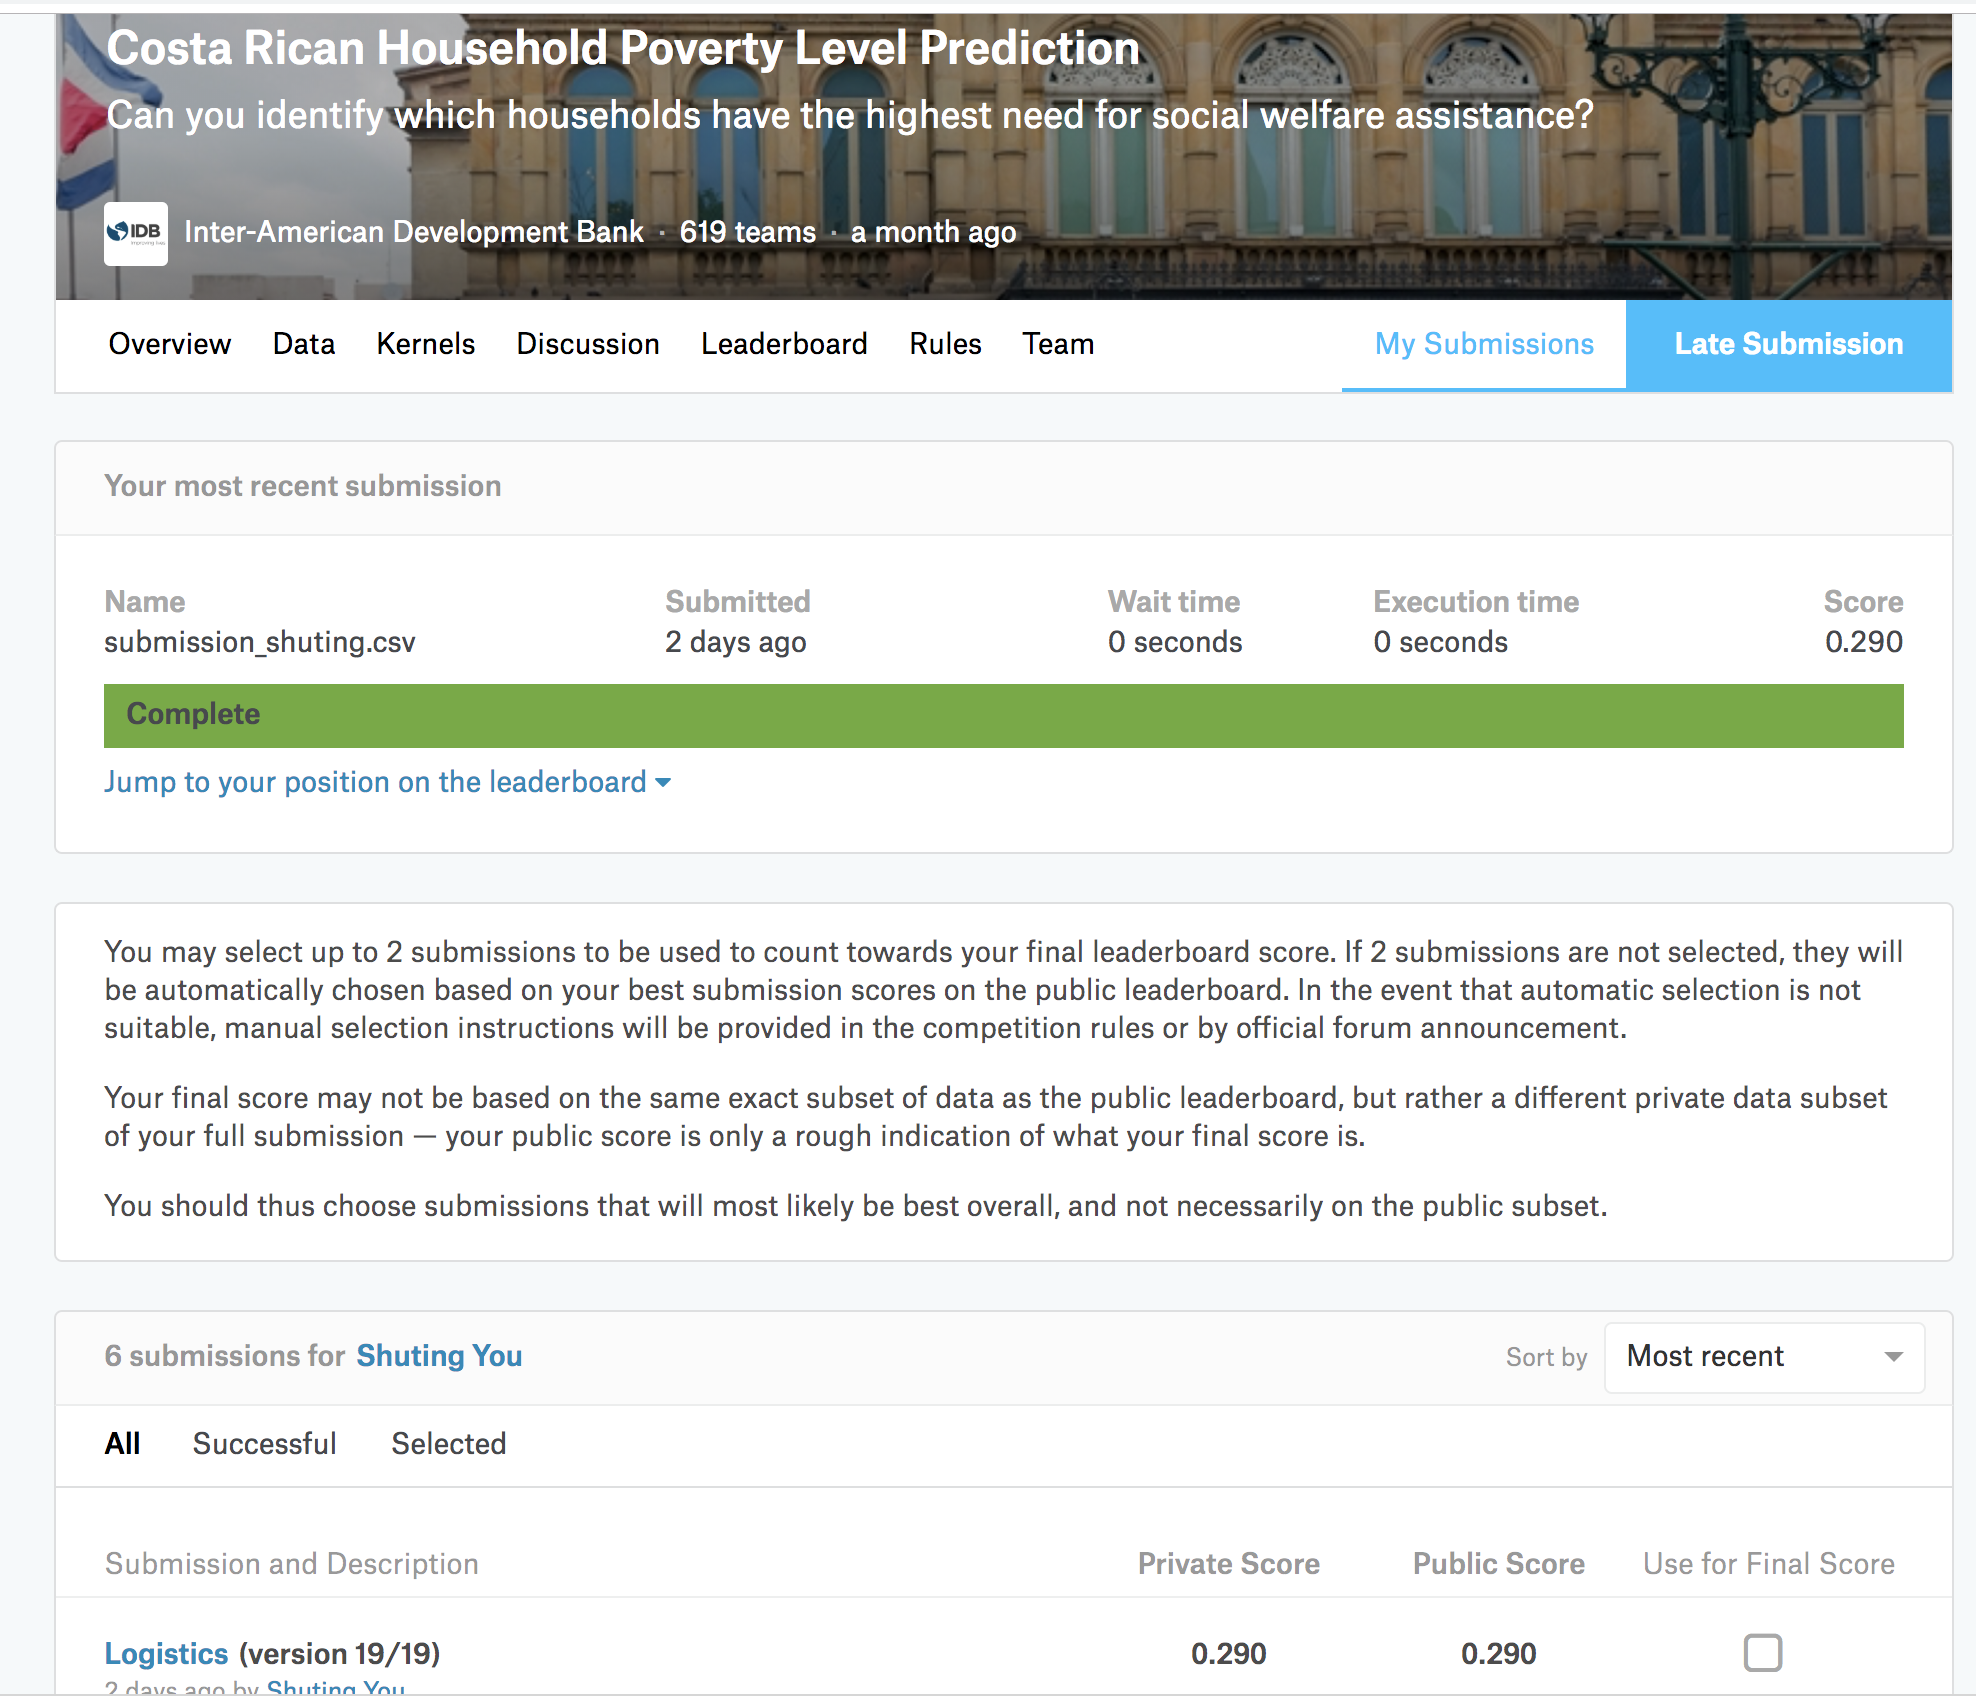 Costa Rican Household Poverty Level Prediction
Can you identify which households have the highest need for social welfare assistance?
IDB
Inter-American Development Bank · 619 teams · a month ago
Overview Data Kernels Discussion Leaderboard Rules Team My Submissions Late Submission
Your most recent submission
Name Submitted Wait time Execution time Score
submission_shuting.csv 2 days ago 0 seconds 0 seconds 0.290
Complete
Jump to your position on the leaderboard
You may select up to 2 submissions to be used to count towards your final leaderboard score. If 2 submissions are not selected, they will
be automatically chosen based on your best submission scores on the public leaderboard. In the event that automatic selection is not
suitable, manual selection instructions will be provided in the competition rules or by official forum announcement.
Your final score may not be based on the same exact subset of data as the public leaderboard, but rather a different private data subset
of your full submission — your public score is only a rough indication of what your final score is.
You should thus choose submissions that will most likely be best overall, and not necessarily on the public subset.
6 submissions for Shuting You Sort by Most recent
All Successful Selected
Submission and Description Private Score Public Score Use for Final Score
Logistics (version 19/19) 0.290 0.290
2 days ago by Shuting You